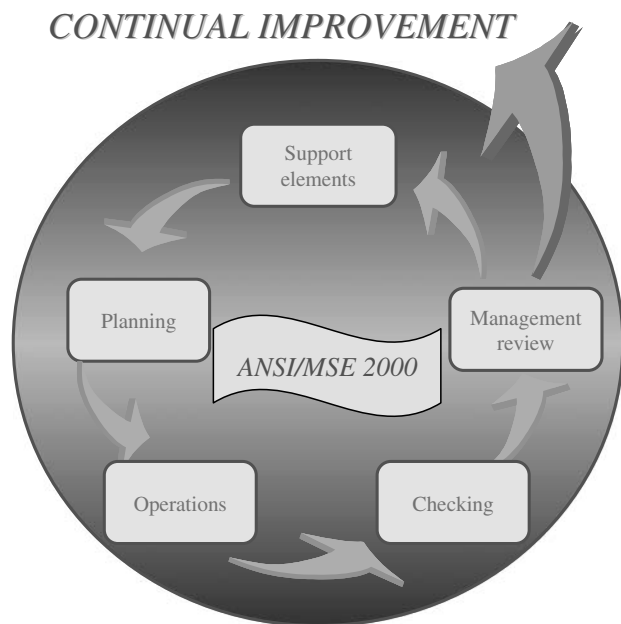 CONTINUAL IMPROVEMENT
Support
elements
Planning
Management
review
ANSI/MSE 2000
Operations
Checking